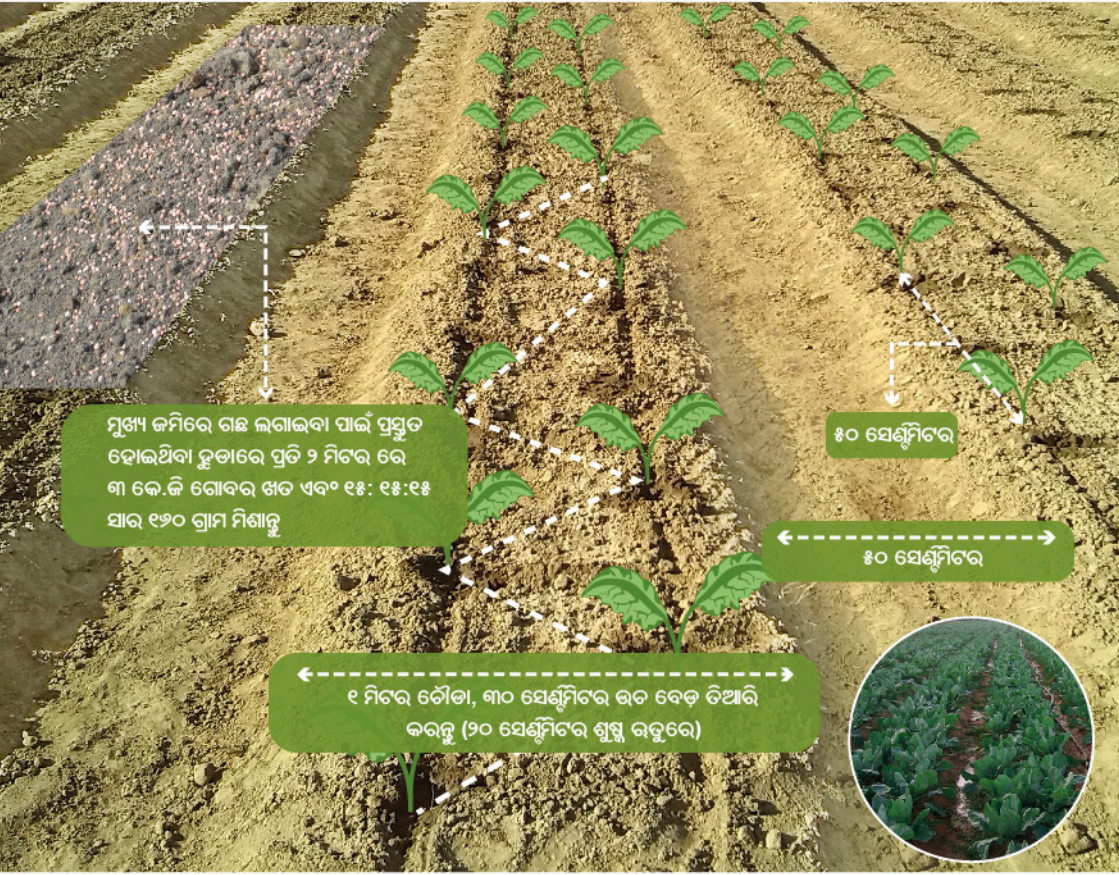 ମୁଖ୍ୟ ଜମିରେ ଗଛ ଲଗାଇବା ପାଇଁ ପ୍ରସ୍ତୁତ
ହୋଇଥିବା ହୁଡାରେ ପ୍ରତି ୨ ମିଟର ରେ
୩ କେ.ଜି ଗୋବର ଖତ ଏବଂ ୧୫: ୧୫:୧୫
ସାର ୧୬୦ ଗ୍ରାମ ମିଶାନ୍ତୁ
୫୦ ସେଣ୍ଟିମିଟର
୫୦ ସେଣ୍ଟିମିଟର
୧ ମିଟର ଚୌଡା, ୩୦ ସେଣ୍ଟିମିଟର ଉଚ ବେଡ଼ ତିଆରି
କରନ୍ତୁ (୨୦ ସେଣ୍ଟିମିଟର ଶୁଷ୍କ ଋତୁରେ)